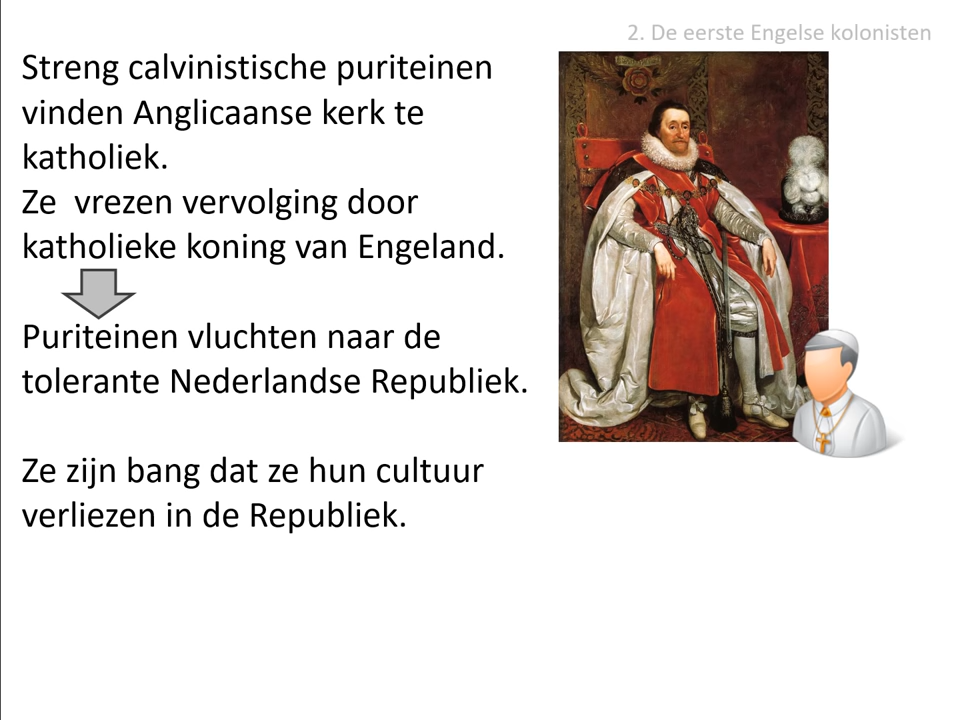 2. De eerste Engelse kolonisten
Streng calvinistische puriteinen
vinden Anglicaanse kerk te
katholiek.
Ze  vrezen vervolging door
katholieke koning van Engeland.
Puriteinen vluchten naar de
tolerante Nederlandse Republiek.
Ze zijn bang dat ze hun cultuur
verliezen in de Republiek.